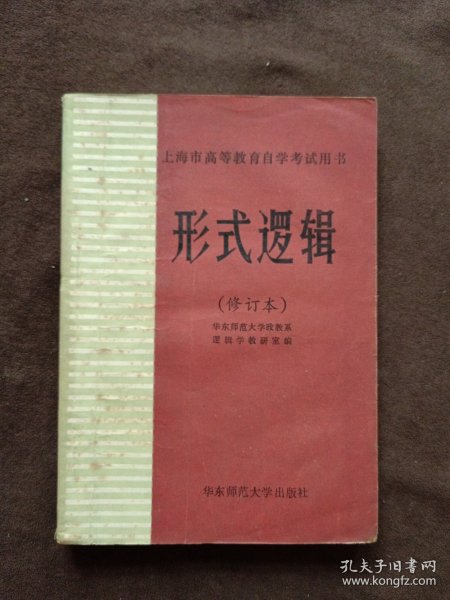 上海市高等教育自学考试用书
形式逻辑
(修订本)
华东师范大学政教系
逻辑学教研室编
华东师范大学出版社
孔夫子旧书网
www.kongfz.com